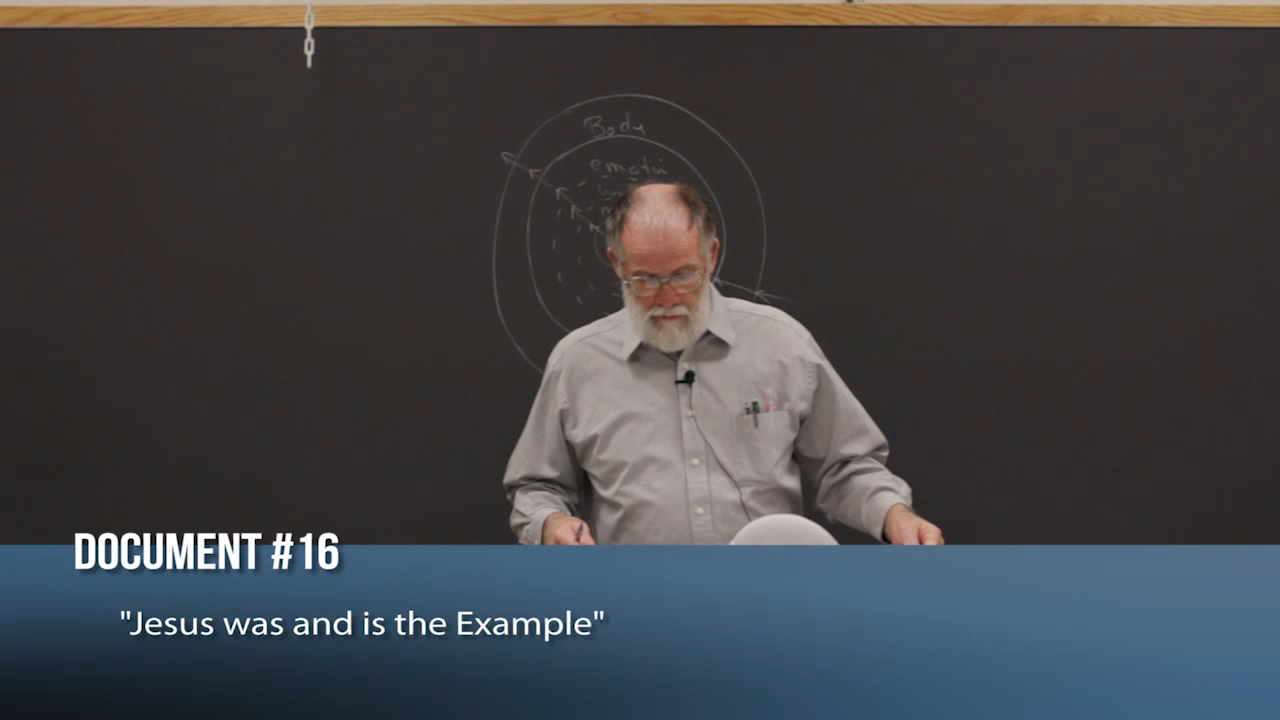 Body
DOCUMENT #16
"Jesus was and is the Example"